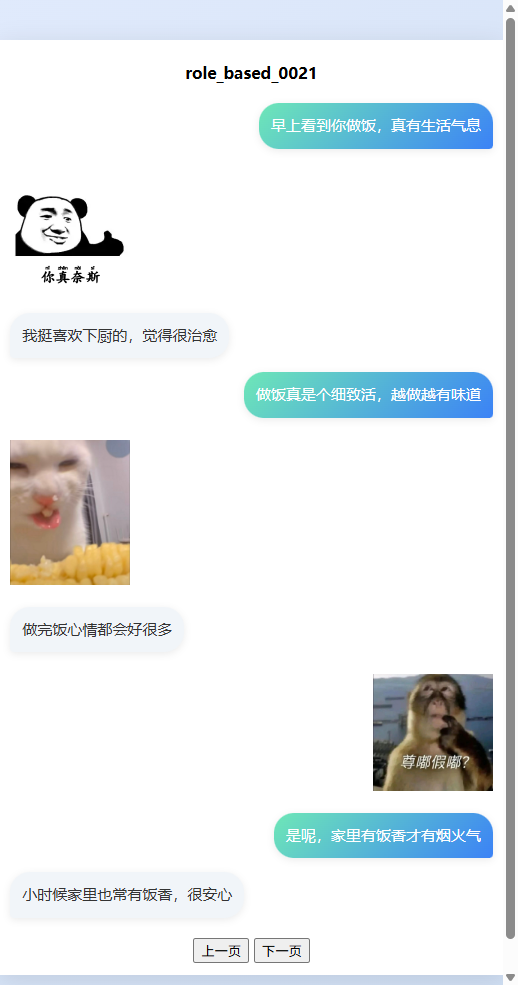 role_based_0021
早上看到你做饭，真有生活气息
你真奈斯
我挺喜欢下厨的，觉得很治愈
做饭真是个细致活，越做越有味道
做完饭心情都会好很多
尊嘟假嘟?
是呢，家里有饭香才有烟火气
小时候家里也常有饭香，很安心
上一页 下一页